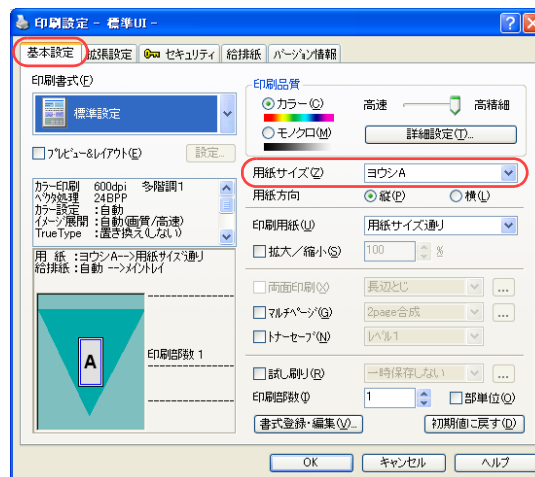 印刷設定 - 標準UI -
基本設定 拡張設定 セキュリティ 給排紙 バージョン情報
印刷書式(F)
標準設定
プレビュー&レイアウト(E) 設定...
カラー印刷 600dpi 多階調1
ベクタ処理 24BPP
カラー設定 :自動
イメージ展開 :自動(画質/高速)
TrueType :置き換え(しない)
用 紙 :ヨウシA-->用紙サイズ通り
給排紙 :自動 -->メイントレイ
A
印刷部数 1
印刷品質
カラー(C) 高速 高精細
モノクロ(M) 詳細設定(T)...
用紙サイズ(Z) ヨウシA
用紙方向 縦(P) 横(L)
印刷用紙(U) 用紙サイズ通り
拡大/縮小(S) 100 %
両面印刷(X) 長辺とじ ...
マルチページ(G) 2page合成 ...
トナーセーブ(N) レベル1
試し刷り(R) 一時保存しない ...
印刷部数(I) 1 部単位(O)
書式登録・編集(V)... 初期値に戻す(D)
OK キャンセル ヘルプ